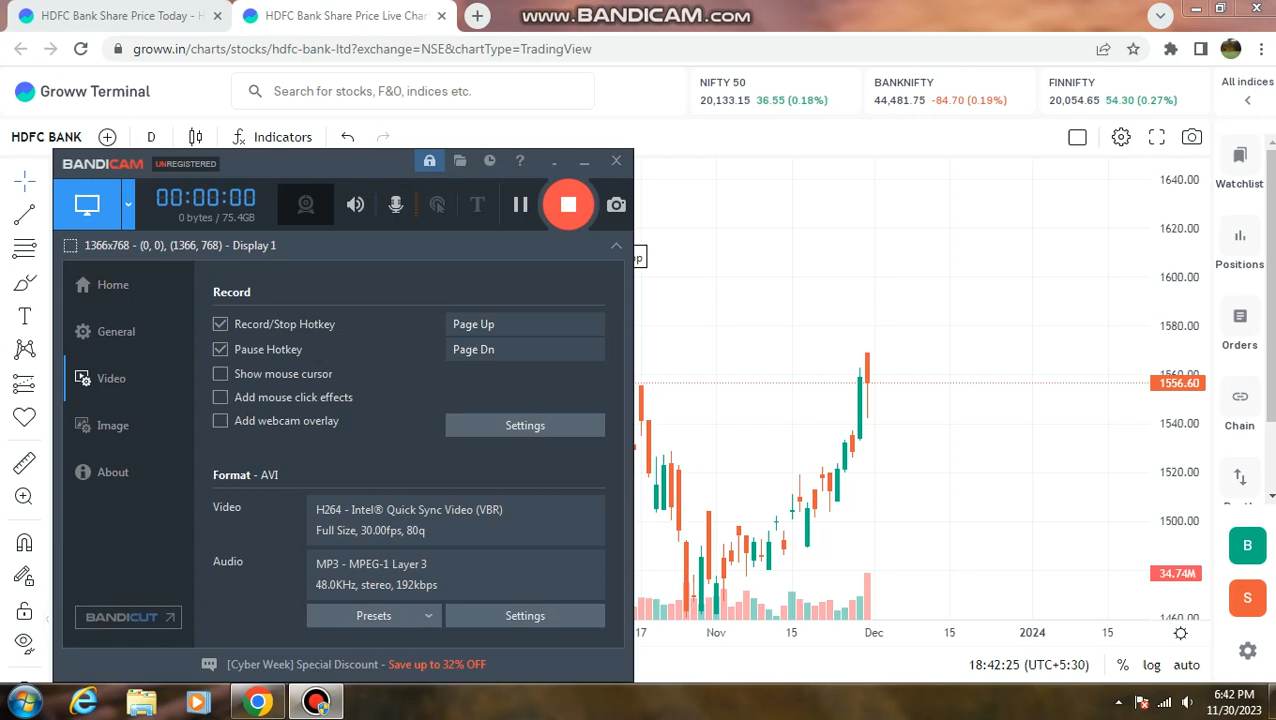 HDFC Bank Share Price Today -
HDFC Bank Share Price Live Char
www.BANDICAM.com
groww.in/charts/stocks/hdfc-bank-ltd?exchange=NSE&chartType=TradingView
Groww Terminal
Search for stocks, F&O, indices etc.
NIFTY 50
20,133.15 36.55 (0.18%)
BANKNIFTY
44,481.75 -84.70 (0.19%)
FINNIFTY
20,054.65 54.30 (0.27%)
All indices
HDFC BANK
D
Indicators
BANDICAM UNREGISTERED
00:00:00
0 bytes / 75.4GB
1366x768 - (0, 0), (1366, 768) - Display 1
Home
General
Video
Image
About
BANDICUT
Record
Record/Stop Hotkey Page Up
Pause Hotkey Page Dn
Show mouse cursor
Add mouse click effects
Add webcam overlay
Settings
Format - AVI
Video
H264 - Intel® Quick Sync Video (VBR)
Full Size, 30.00fps, 80q
Audio
MP3 - MPEG-1 Layer 3
48.0KHz, stereo, 192kbps
Presets
Settings
[Cyber Week] Special Discount - Save up to 32% OFF
1640.00
1620.00
1600.00
1580.00
1560.00
1556.60
1540.00
1520.00
1500.00
34.74M
1460.00
17 Nov 15 Dec 15 2024 15
18:42:25 (UTC+5:30) % log auto
Watchlist
Positions
Orders
Chain
B
S
6:42 PM
11/30/2023